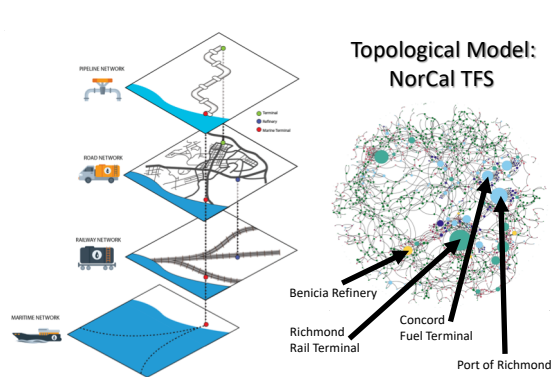 Topological Model:
NorCal TFS
PIPELINE NETWORK
Terminal
Refinery
Marine Terminal
ROAD NETWORK
RAILWAY NETWORK
MARITIME NETWORK
Benicia Refinery
Richmond
Rail Terminal
Concord
Fuel Terminal
Port of Richmond